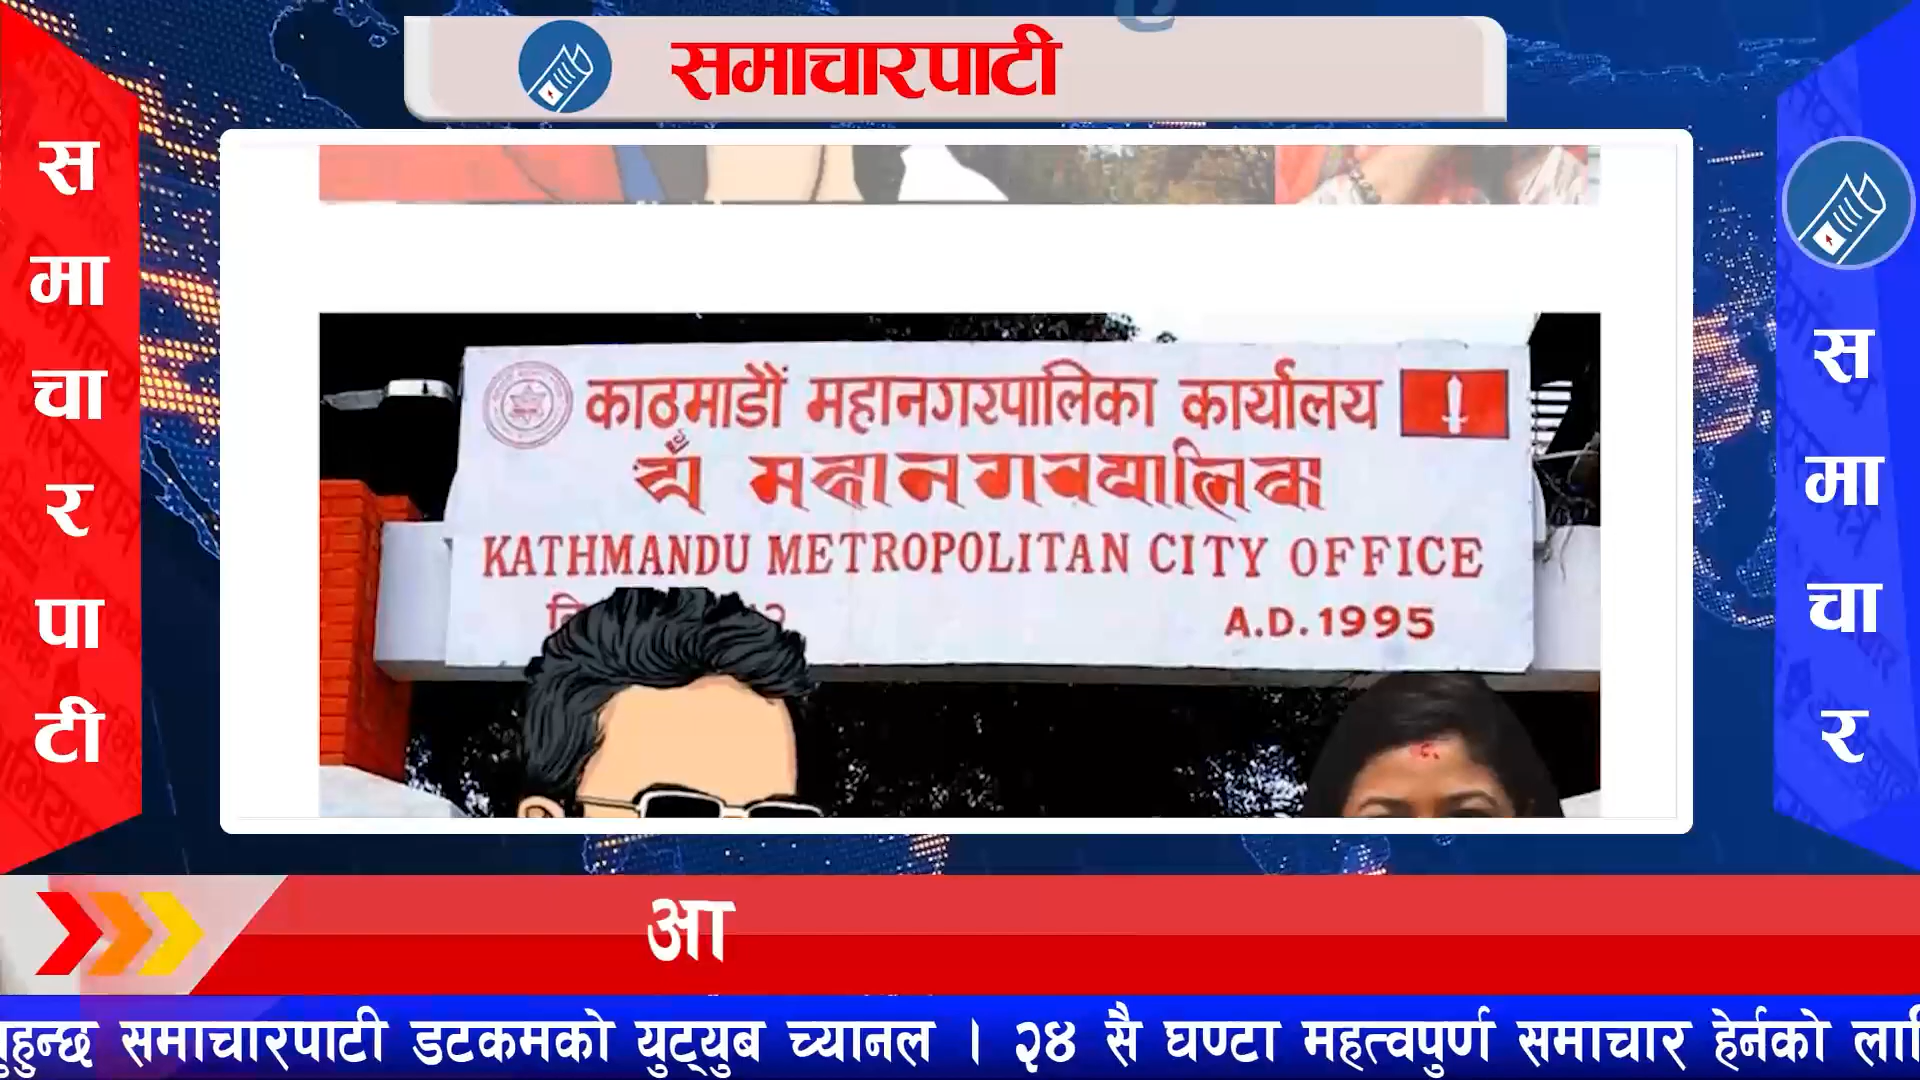 समाचारपाटी
स
मा
चा
र
पा
टी
स
मा
चा
र
काठमाडौं महानगरपालिका कार्यालय
KATHMANDU METROPOLITAN CITY OFFICE
A.D. 1995
आ
समाचारपाटी डटकमको युट्युब च्यानल । २४ सै घण्टा महत्वपुर्ण समाचार हेर्नको